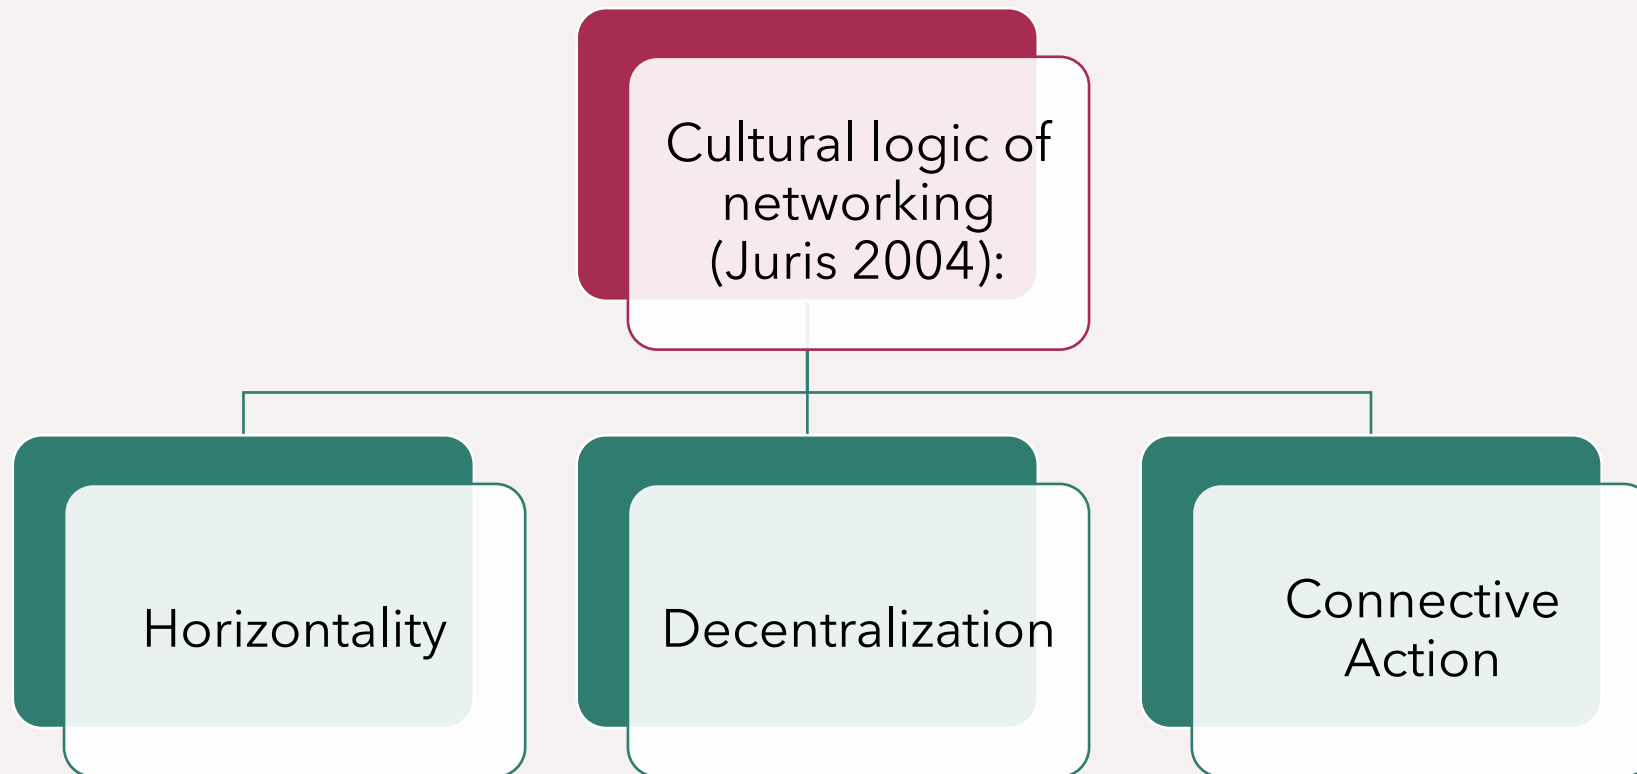 Cultural logic of
networking
(Juris 2004):
Horizontality
Decentralization
Connective
Action